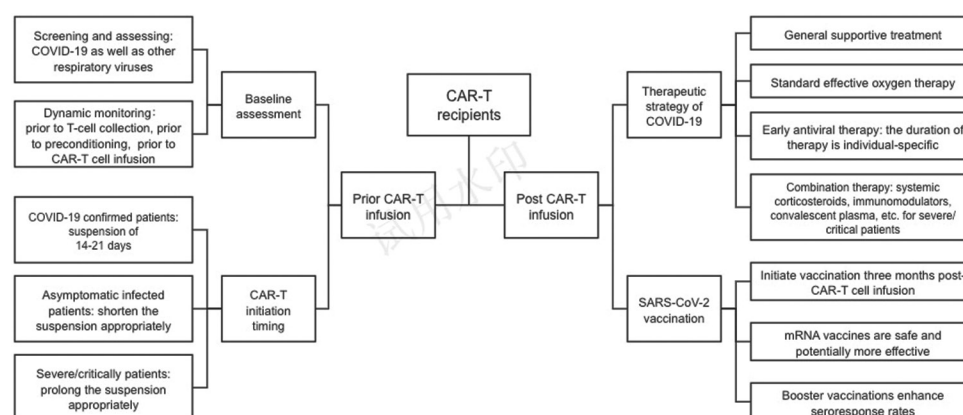 Screening and assessing:
COVID-19 as well as other
respiratory viruses
Dynamic monitoring:
prior to T-cell collection, prior
to preconditioning, prior to
CAR-T cell infusion
Baseline
assessment
COVID-19 confirmed patients:
suspension of
14-21 days
Asymptomatic infected
patients: shorten the
suspension appropriately
Severe/critically patients:
prolong the suspension
appropriately
CAR-T
initiation
timing
Prior CAR-T
infusion
CAR-T
recipients
Post CAR-T
infusion
试用水印
Therapeutic
strategy of
COVID-19
General supportive treatment
Standard effective oxygen therapy
Early antiviral therapy: the duration of
therapy is individual-specific
Combination therapy: systemic
corticosteroids, immunomodulators,
convalescent plasma, etc. for severe/
critical patients
SARS-CoV-2
vaccination
Initiate vaccination three months post-
CAR-T cell infusion
mRNA vaccines are safe and
potentially more effective
Booster vaccinations enhance
seroresponse rates